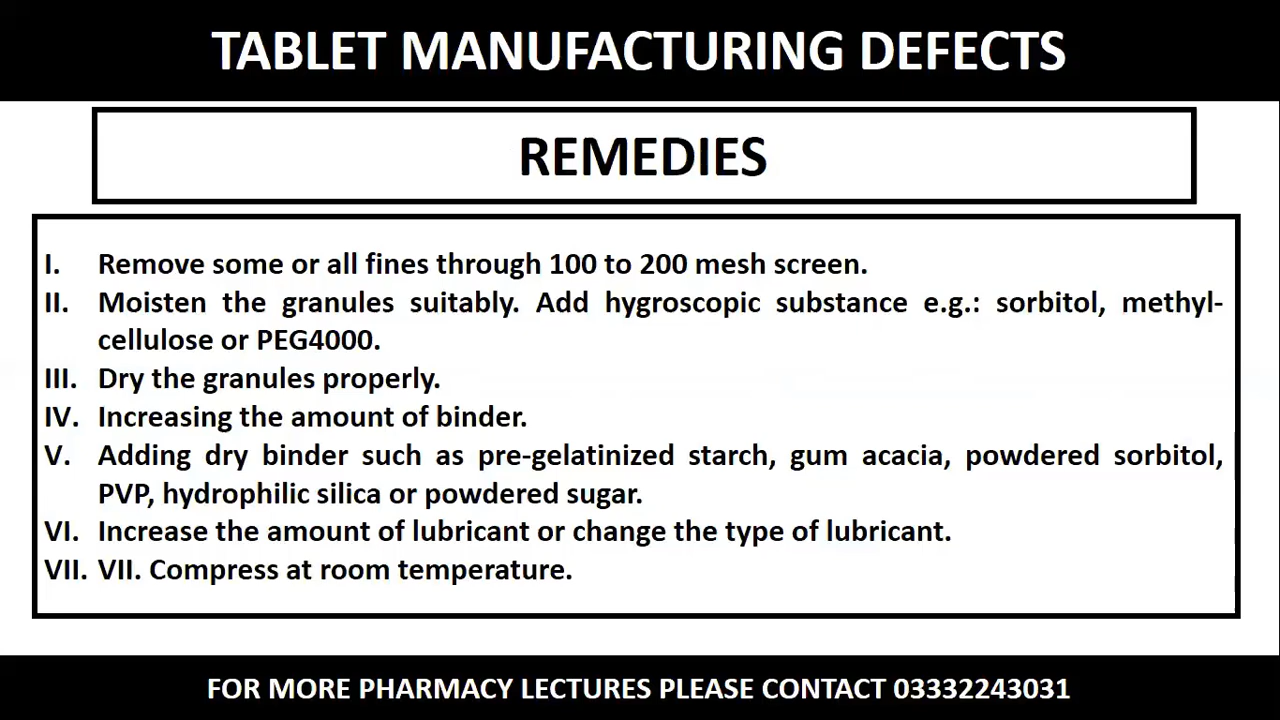 TABLET MANUFACTURING DEFECTS
REMEDIES
I. Remove some or all fines through 100 to 200 mesh screen.
II. Moisten the granules suitably. Add hygroscopic substance e.g.: sorbitol, methyl-
cellulose or PEG4000.
III. Dry the granules properly.
IV. Increasing the amount of binder.
V. Adding dry binder such as pre-gelatinized starch, gum acacia, powdered sorbitol,
PVP, hydrophilic silica or powdered sugar.
VI. Increase the amount of lubricant or change the type of lubricant.
VII. VII. Compress at room temperature.
FOR MORE PHARMACY LECTURES PLEASE CONTACT 03332243031